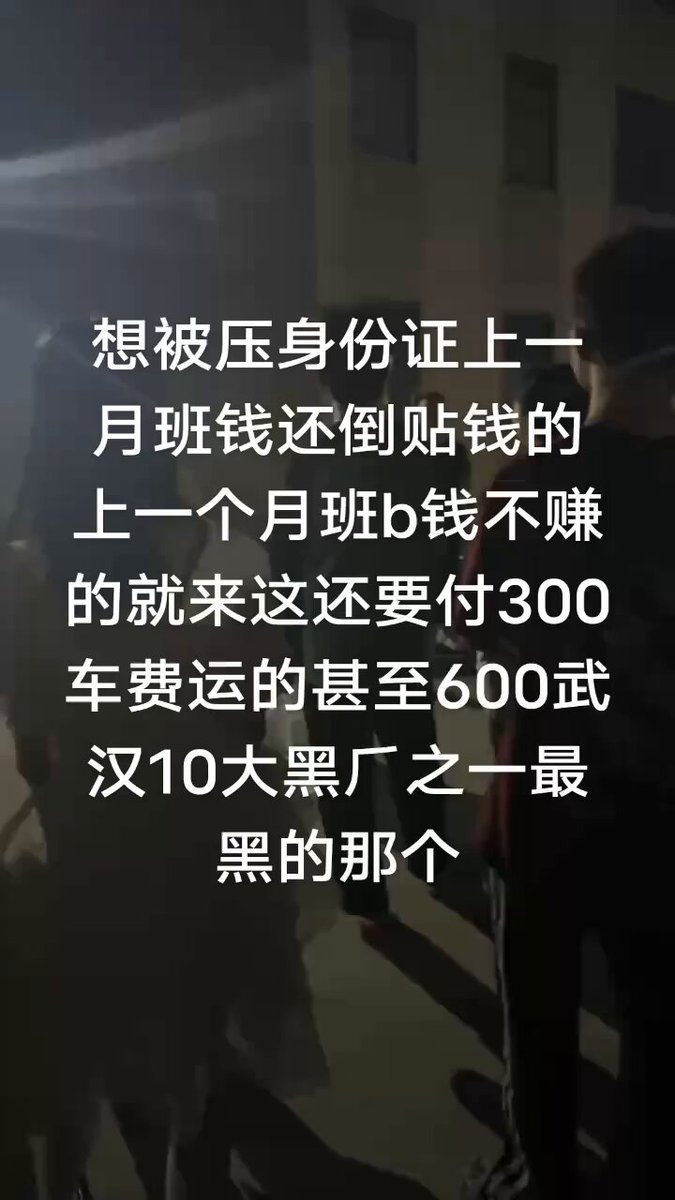 想被压身份证上一
月班钱还倒贴钱的
上一个月班b钱不赚
的就来这还要付300
车费运的甚至600武
汉10大黑厂之一最
黑的那个